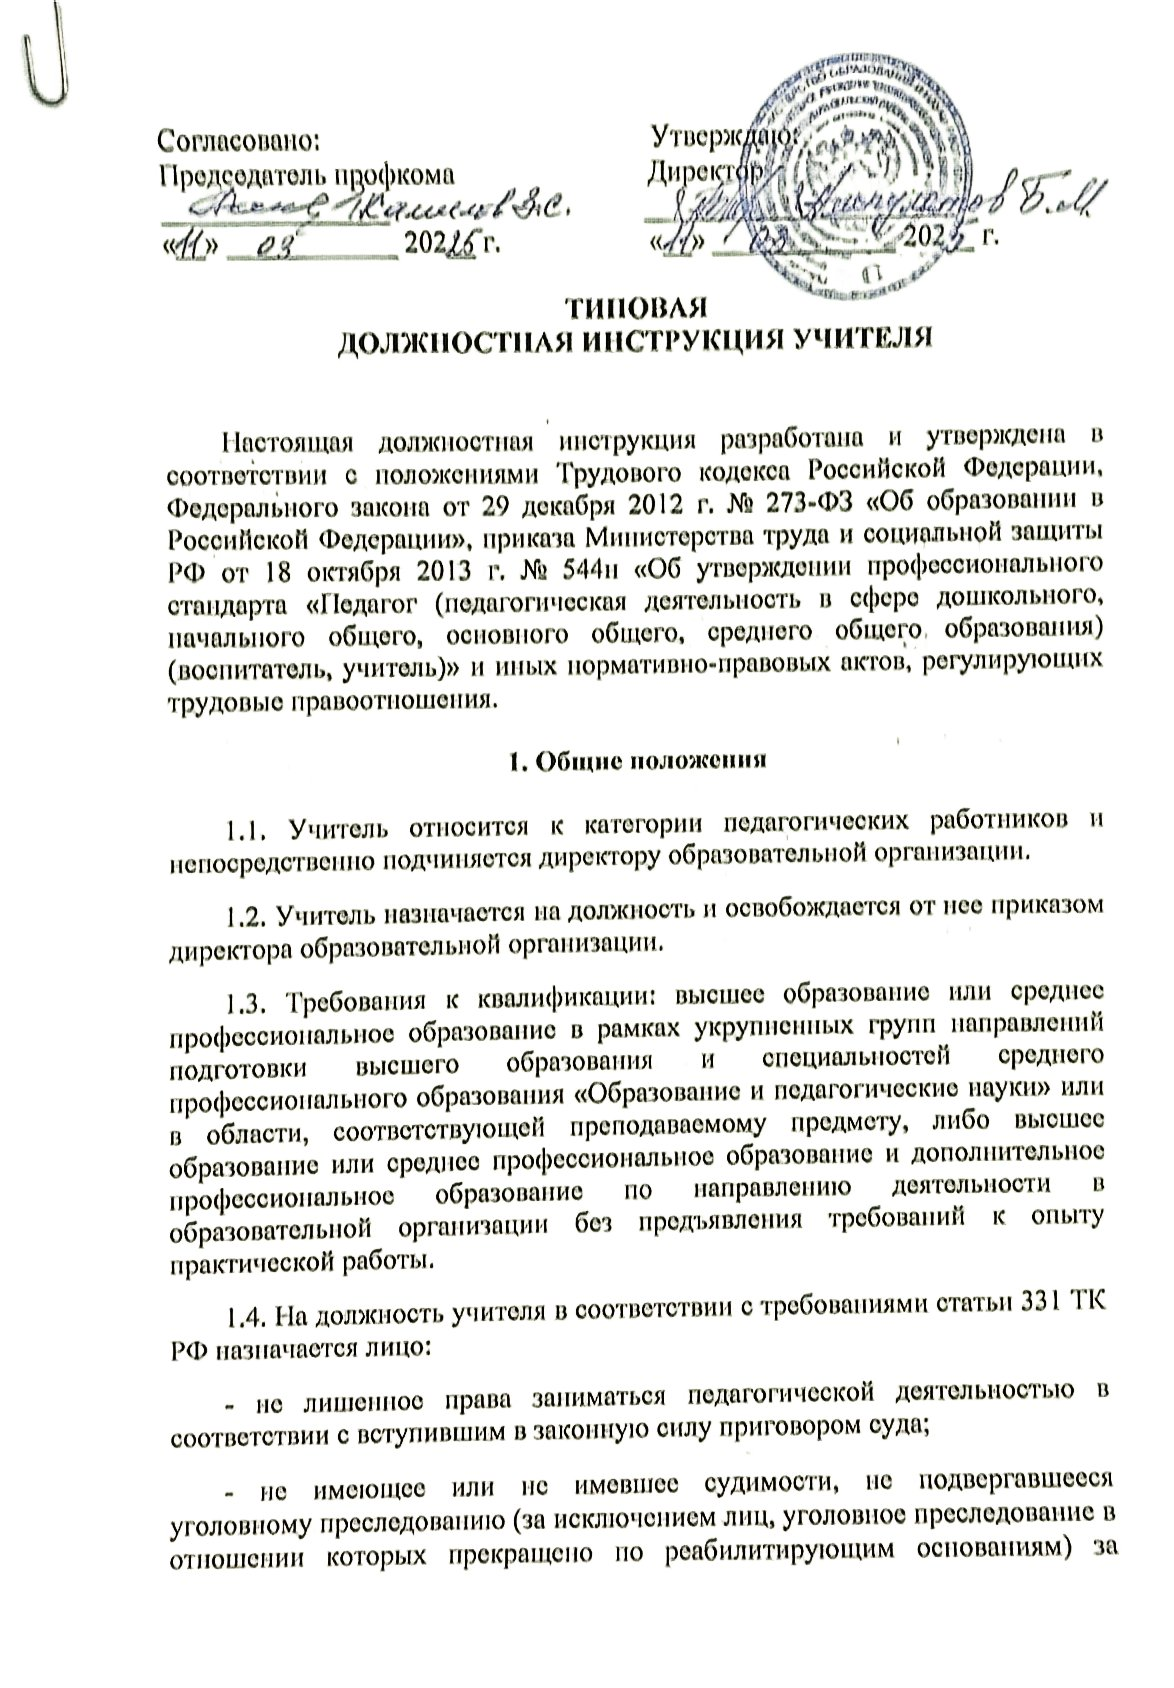 Согласовано:
Председатель профкома
«11» 03 2025 г.
Утверждаю:
Директор
Б.М.
«11» 03 2025 г.
ТИПОВАЯ
ДОЛЖНОСТНАЯ ИНСТРУКЦИЯ УЧИТЕЛЯ
Настоящая должностная инструкция разработана и утверждена в
соответствии с положениями Трудового кодекса Российской Федерации,
Федерального закона от 29 декабря 2012 г. № 273-ФЗ «Об образовании в
Российской Федерации», приказа Министерства труда и социальной защиты
РФ от 18 октября 2013 г. № 544н «Об утверждении профессионального
стандарта «Педагог (педагогическая деятельность в сфере дошкольного,
начального общего, основного общего, среднего общего образования)
(воспитатель, учитель)» и иных нормативно-правовых актов, регулирующих
трудовые правоотношения.
1. Общие положения
1.1. Учитель относится к категории педагогических работников и
непосредственно подчиняется директору образовательной организации.
1.2. Учитель назначается на должность и освобождается от нее приказом
директора образовательной организации.
1.3. Требования к квалификации: высшее образование или среднее
профессиональное образование в рамках укрупненных групп направлений
подготовки высшего образования и специальностей среднего
профессионального образования «Образование и педагогические науки» или
в области, соответствующей преподаваемому предмету, либо высшее
образование или среднее профессиональное образование и дополнительное
профессиональное образование по направлению деятельности в
образовательной организации без предъявления требований к опыту
практической работы.
1.4. На должность учителя в соответствии с требованиями статьи 331 ТК
РФ назначается лицо:
- не лишенное права заниматься педагогической деятельностью в
соответствии с вступившим в законную силу приговором суда;
- не имеющее или не имевшее судимости, не подвергавшееся
уголовному преследованию (за исключением лиц, уголовное преследование в
отношении которых прекращено по реабилитирующим основаниям) за